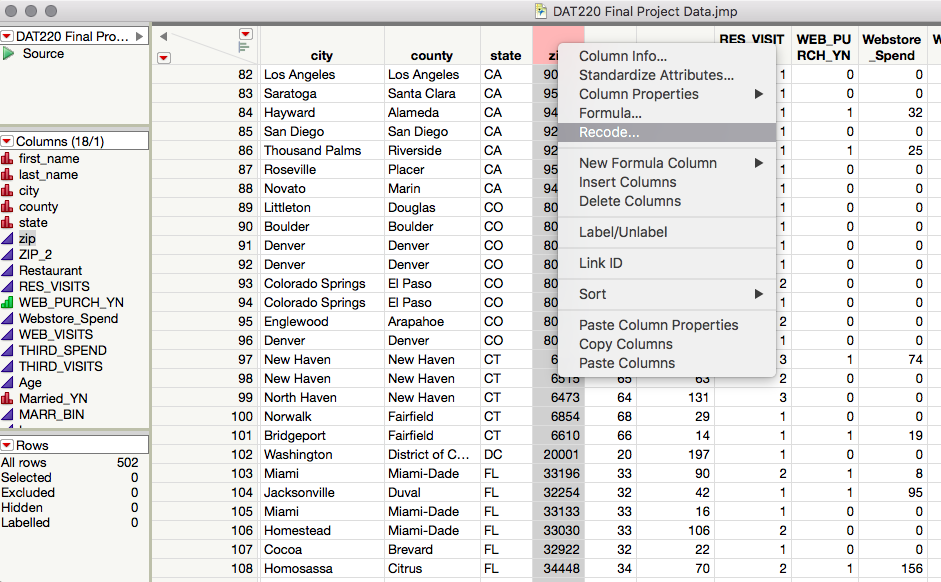 DAT220 Final Project Data.jmp
DAT220 Final Pro...
Source
Columns (18/1)
first_name
last_name
city
county
state
zip
ZIP_2
Restaurant
RES_VISITS
WEB_PURCH_YN
Webstore_Spend
WEB_VISITS
THIRD_SPEND
THIRD_VISITS
Age
Married_YN
MARR_BIN
Rows
All rows 502
Selected 0
Excluded 0
Hidden 0
Labelled 0
RES_VISIT WEB_PU Webstore
city county state RCH_YN _Spend
82 Los Angeles Los Angeles CA 90 1 0 0
83 Saratoga Santa Clara CA 95 1 0 0
84 Hayward Alameda CA 94 1 1 32
85 San Diego San Diego CA 92 1 0 0
86 Thousand Palms Riverside CA 92 1 1 25
87 Roseville Placer CA 95 1 0 0
88 Novato Marin CA 94 1 0 0
89 Littleton Douglas CO 80 1 0 0
90 Boulder Boulder CO 80 1 0 0
91 Denver Denver CO 80 1 0 0
92 Denver Denver CO 80 1 0 0
93 Colorado Springs El Paso CO 80 2 0 0
94 Colorado Springs El Paso CO 80 1 0 0
95 Englewood Arapahoe CO 80 2 0 0
96 Denver Denver CO 80 1 0 0
97 New Haven New Haven CT 6 3 1 74
98 New Haven New Haven CT 6515 65 63 2 0 0
99 North Haven New Haven CT 6473 64 131 3 0 0
100 Norwalk Fairfield CT 6854 68 29 1 0 0
101 Bridgeport Fairfield CT 6610 66 14 1 1 19
102 Washington District of C... DC 20001 20 197 1 0 0
103 Miami Miami-Dade FL 33196 33 90 2 1 8
104 Jacksonville Duval FL 32254 32 42 1 1 95
105 Miami Miami-Dade FL 33133 33 16 1 0 0
106 Homestead Miami-Dade FL 33030 33 106 2 0 0
107 Cocoa Brevard FL 32922 32 22 1 0 0
108 Homosassa Citrus FL 34448 34 70 2 1 156
Column Info...
Standardize Attributes...
Column Properties
Formula...
Recode...
New Formula Column
Insert Columns
Delete Columns
Label/Unlabel
Link ID
Sort
Paste Column Properties
Copy Columns
Paste Columns